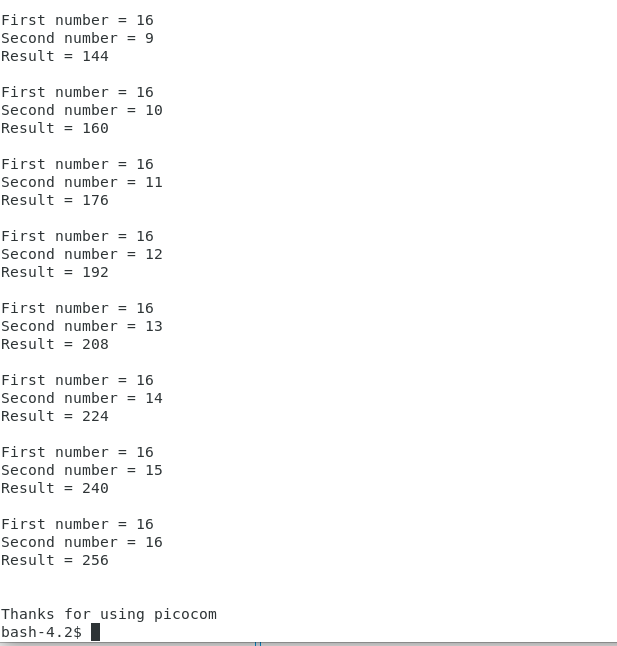 First number = 16
Second number = 9
Result = 144
First number = 16
Second number = 10
Result = 160
First number = 16
Second number = 11
Result = 176
First number = 16
Second number = 12
Result = 192
First number = 16
Second number = 13
Result = 208
First number = 16
Second number = 14
Result = 224
First number = 16
Second number = 15
Result = 240
First number = 16
Second number = 16
Result = 256
Thanks for using picocom
bash-4.2$